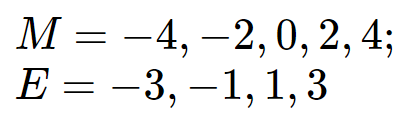 M = −4, −2, 0, 2, 4;
E = −3, −1, 1, 3